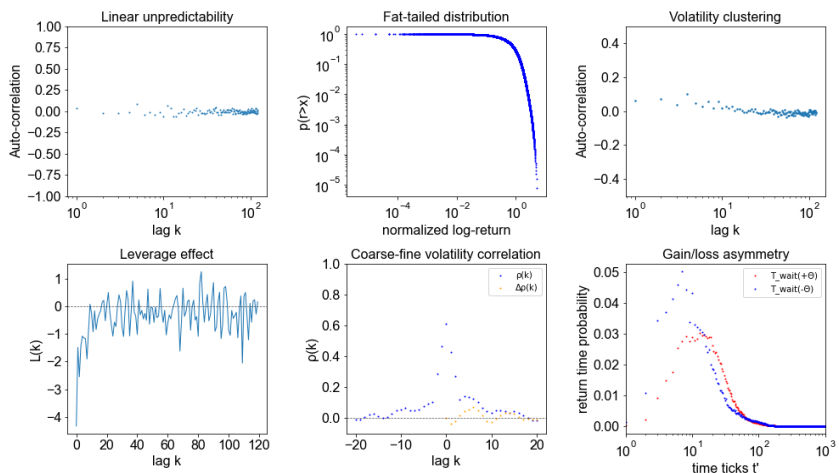 Linear unpredictability
Auto-correlation
1.00
0.75
0.50
0.25
0.00
-0.25
-0.50
-0.75
-1.00
10⁰
10¹
10²
lag k
Fat-tailed distribution
p(r>x)
10⁰
10⁻¹
10⁻²
10⁻³
10⁻⁴
10⁻⁵
10⁻⁴
10⁻²
10⁰
normalized log-return
Volatility clustering
Auto-correlation
0.4
0.2
0.0
-0.2
-0.4
10⁰
10¹
10²
lag k
Leverage effect
L(k)
1
0
-1
-2
-3
-4
0
20
40
60
80
100
120
lag k
Coarse-fine volatility correlation
ρ(k)
Δρ(k)
ρ(k)
1.0
0.8
0.6
0.4
0.2
0.0
-20
-10
0
10
20
lag k
Gain/loss asymmetry
T_wait(+Θ)
T_wait(-Θ)
return time probability
0.05
0.04
0.03
0.02
0.01
0.00
10⁰
10¹
10²
10³
time ticks t'